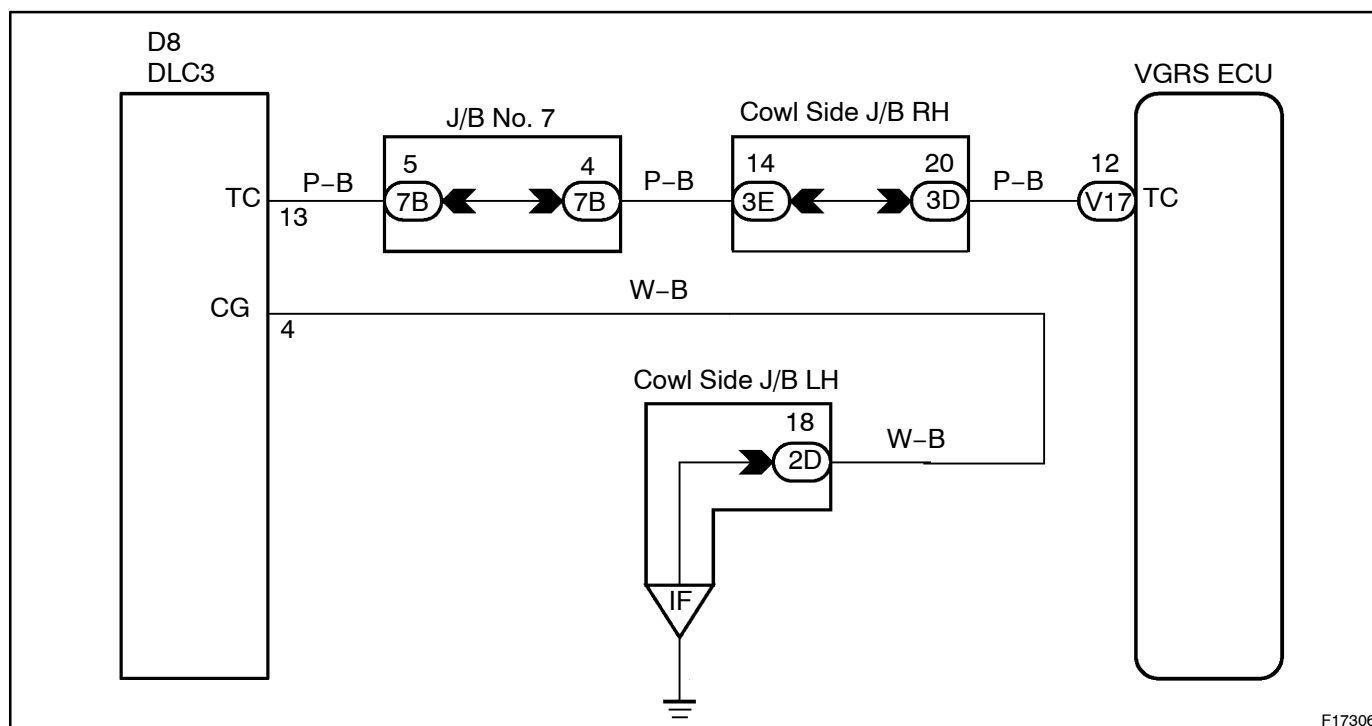 D8
DLC3
VGRS ECU
J/B No. 7
Cowl Side J/B RH
5
4
14
20
12
TC
P−B
7B
7B
P−B
3E
3D
P−B
V17
TC
13
W−B
CG
4
Cowl Side J/B LH
18
W−B
2D
IF
F17306